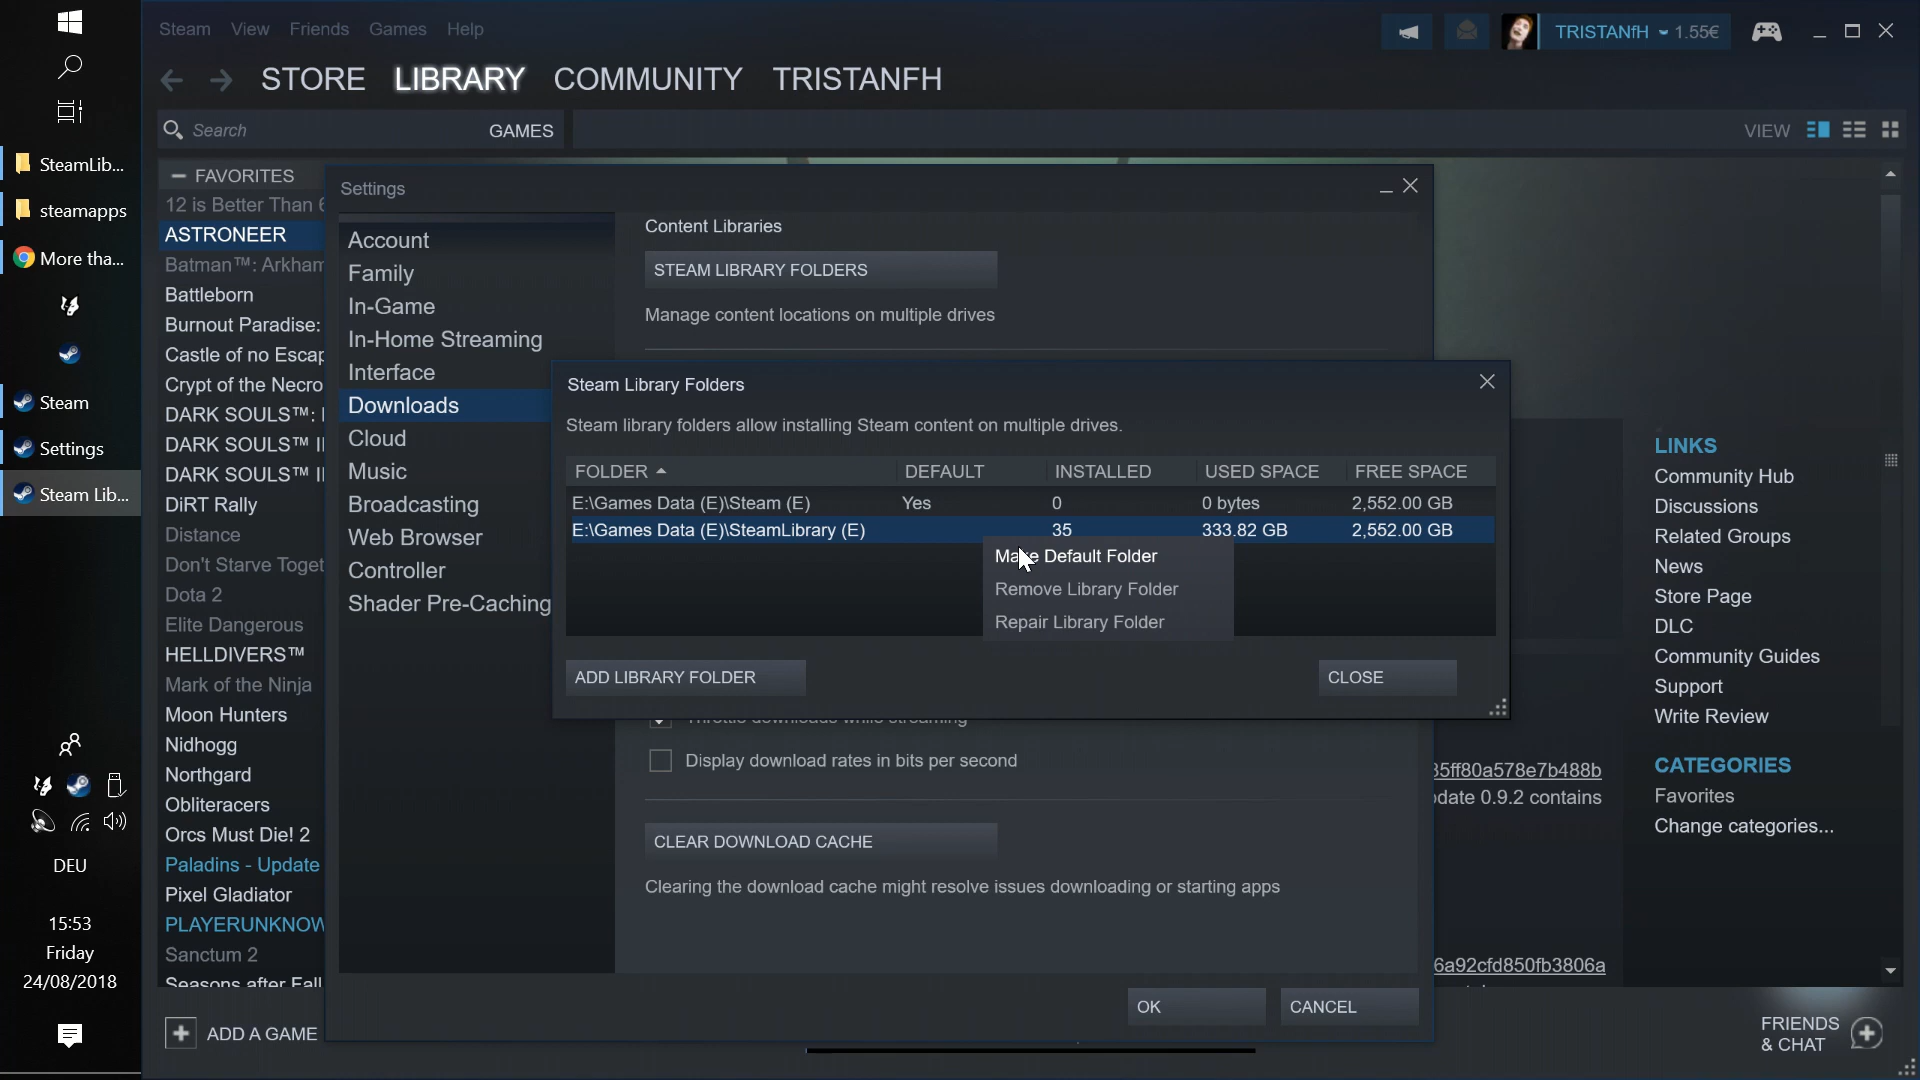 Steam View Friends Games Help
TRISTANfH 1.55€
STORE LIBRARY COMMUNITY TRISTANFH
Search GAMES
VIEW
SteamLib...
steamapps
More tha...
Steam
Settings
Steam Lib...
DEU
15:53
Friday
24/08/2018
FAVORITES
12 is Better Than 6
ASTRONEER
Batman™: Arkham
Battleborn
Burnout Paradise:
Castle of no Escap
Crypt of the Necro
DARK SOULS™: 
DARK SOULS™ II
DARK SOULS™ II
DiRT Rally
Distance
Don't Starve Toget
Dota 2
Elite Dangerous
HELLDIVERS™
Mark of the Ninja
Moon Hunters
Nidhogg
Northgard
Obliteracers
Orcs Must Die! 2
Paladins - Update
Pixel Gladiator
PLAYERUNKNOW
Sanctum 2
Seasons after Fall
ADD A GAME
Settings
Account
Family
In-Game
In-Home Streaming
Interface
Downloads
Cloud
Music
Broadcasting
Web Browser
Controller
Shader Pre-Caching
Content Libraries
STEAM LIBRARY FOLDERS
Manage content locations on multiple drives
Steam Library Folders
Steam library folders allow installing Steam content on multiple drives.
FOLDER DEFAULT INSTALLED USED SPACE FREE SPACE
E:\Games Data (E)\Steam (E) Yes 0 0 bytes 2,552.00 GB
E:\Games Data (E)\SteamLibrary (E) 35 333.82 GB 2,552.00 GB
Make Default Folder
Remove Library Folder
Repair Library Folder
ADD LIBRARY FOLDER CLOSE
Throttle downloads while streaming
Display download rates in bits per second
CLEAR DOWNLOAD CACHE
Clearing the download cache might resolve issues downloading or starting apps
OK CANCEL
35ff80a578e7b488b
date 0.9.2 contains
6a92cfd850fb3806a
LINKS
Community Hub
Discussions
Related Groups
News
Store Page
DLC
Community Guides
Support
Write Review
CATEGORIES
Favorites
Change categories...
FRIENDS
& CHAT